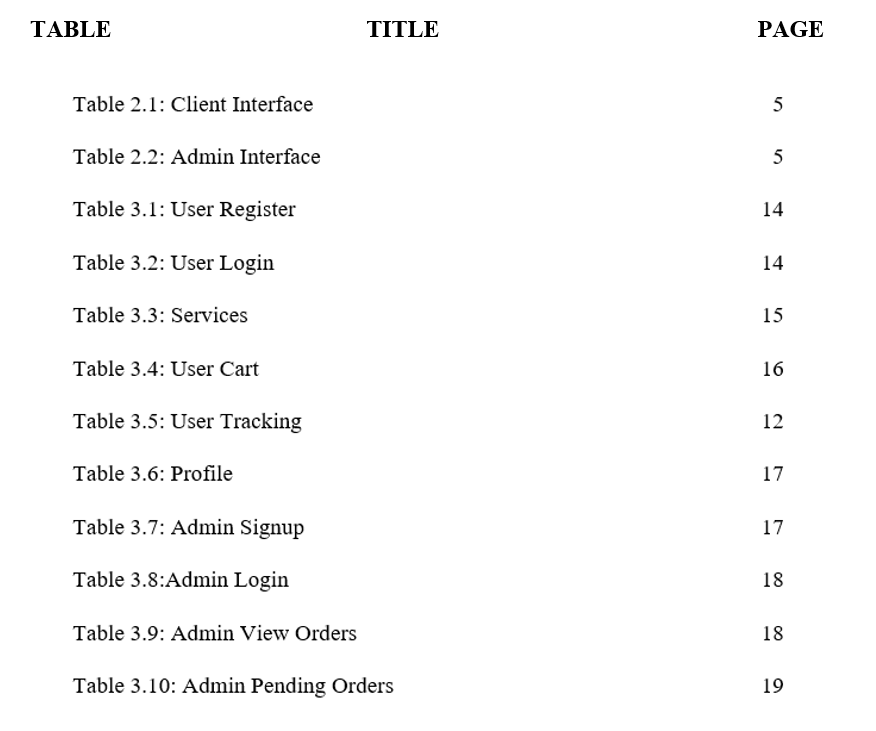 TABLE TITLE PAGE
Table 2.1: Client Interface 5
Table 2.2: Admin Interface 5
Table 3.1: User Register 14
Table 3.2: User Login 14
Table 3.3: Services 15
Table 3.4: User Cart 16
Table 3.5: User Tracking 12
Table 3.6: Profile 17
Table 3.7: Admin Signup 17
Table 3.8:Admin Login 18
Table 3.9: Admin View Orders 18
Table 3.10: Admin Pending Orders 19